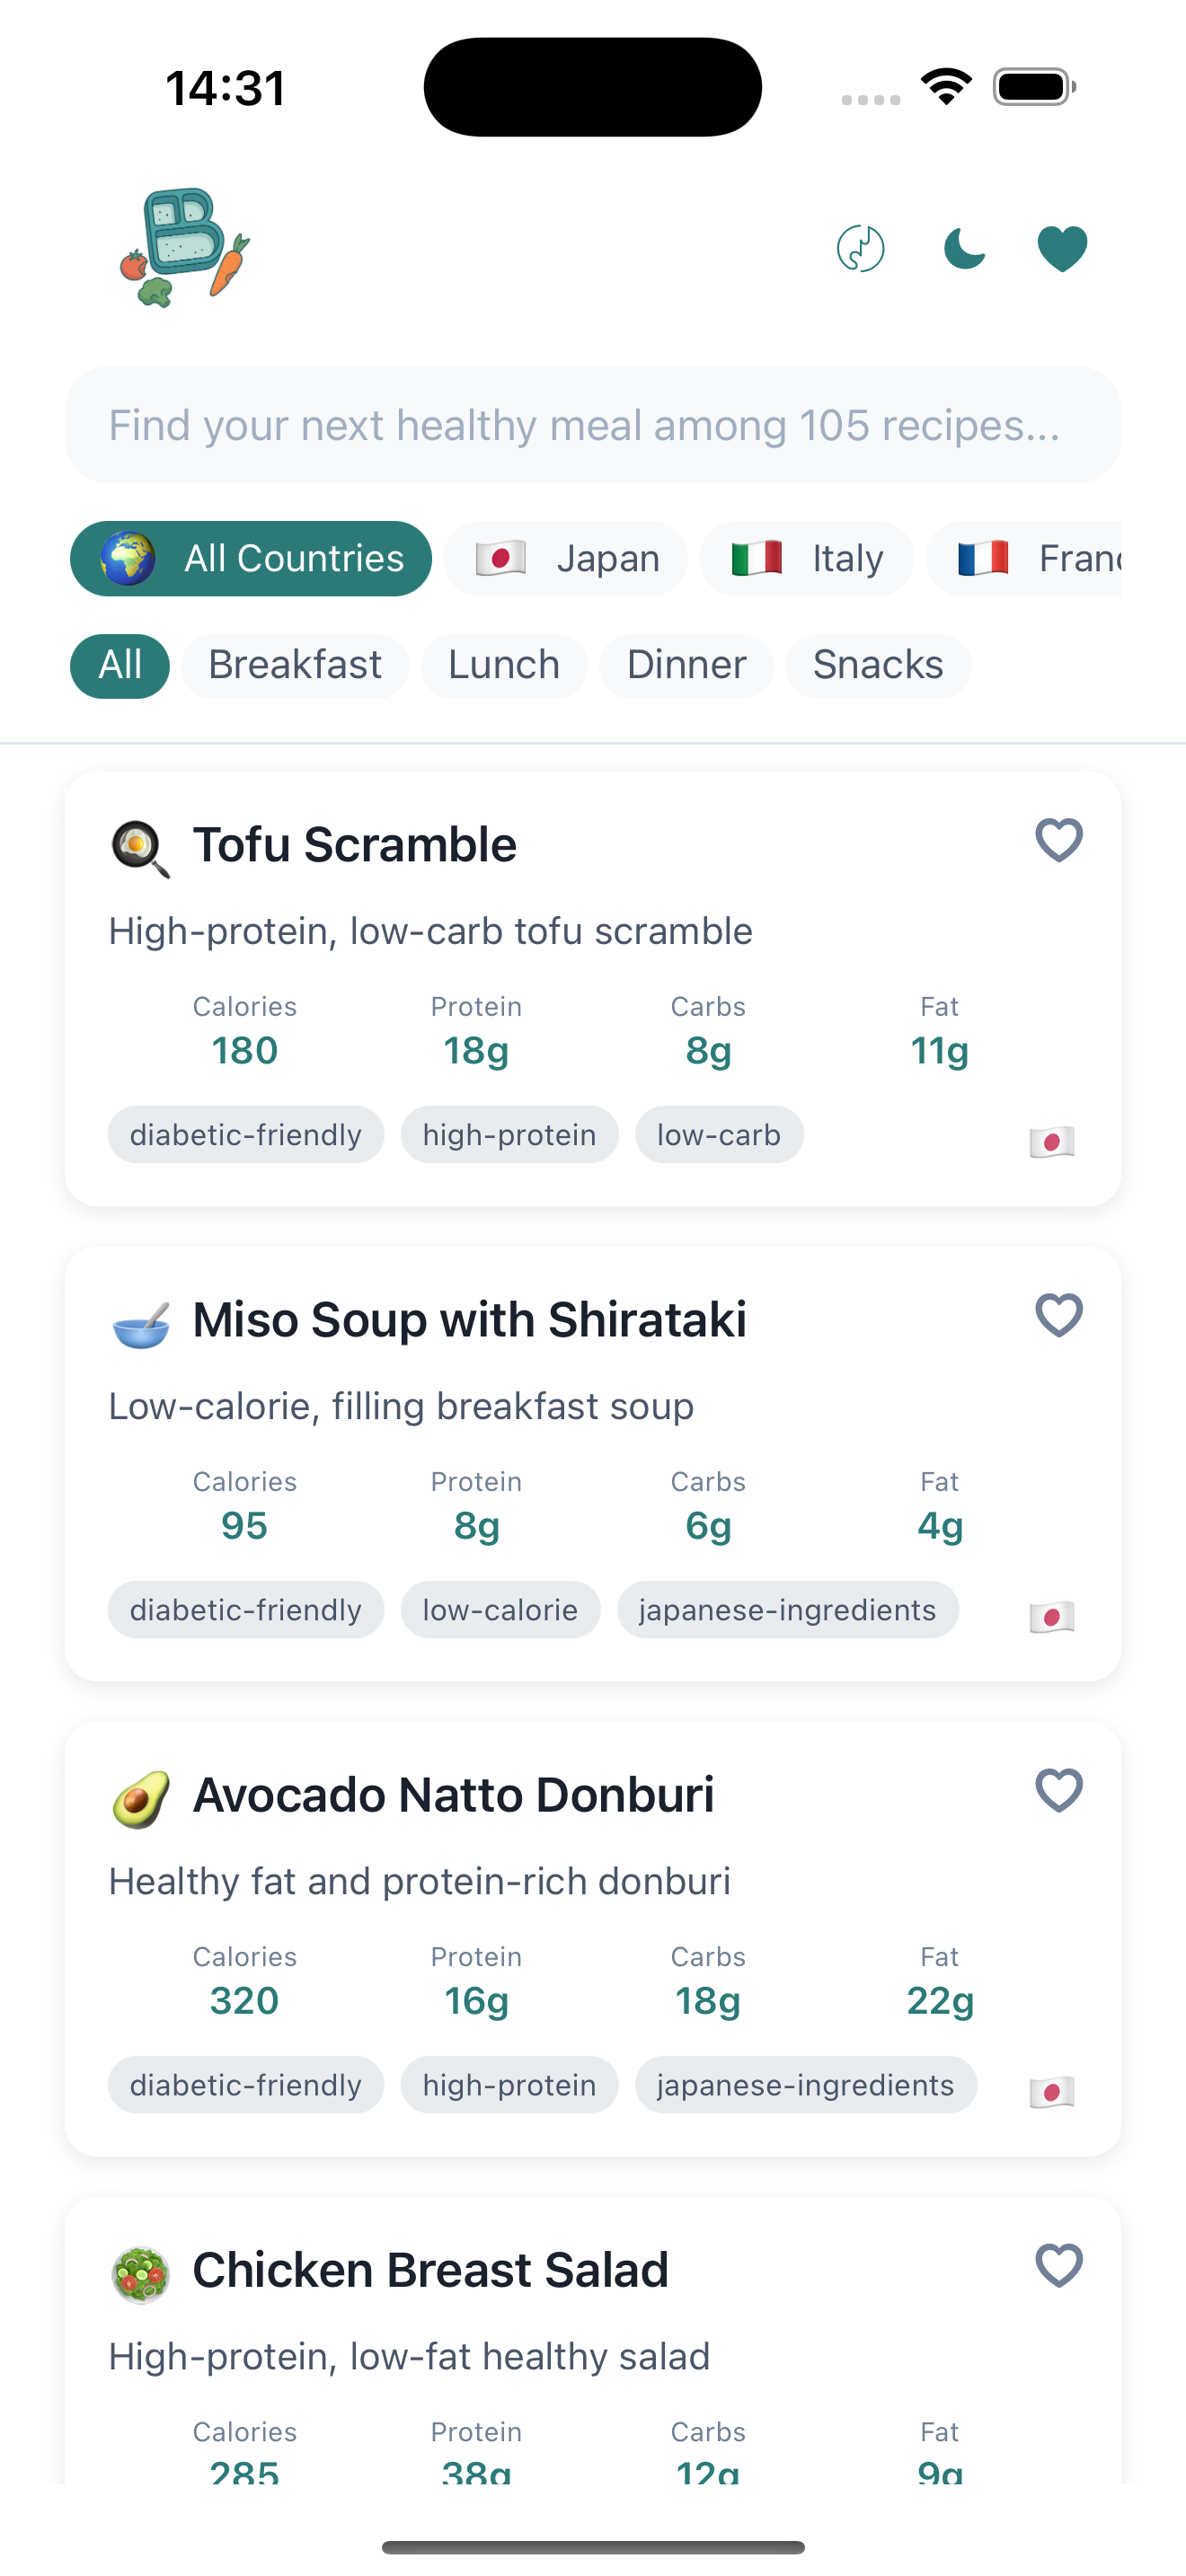 14:31
Find your next healthy meal among 105 recipes...
All Countries Japan Italy Franc
All Breakfast Lunch Dinner Snacks
Tofu Scramble
High-protein, low-carb tofu scramble
Calories Protein Carbs Fat
180 18g 8g 11g
diabetic-friendly high-protein low-carb
Miso Soup with Shirataki
Low-calorie, filling breakfast soup
Calories Protein Carbs Fat
95 8g 6g 4g
diabetic-friendly low-calorie japanese-ingredients
Avocado Natto Donburi
Healthy fat and protein-rich donburi
Calories Protein Carbs Fat
320 16g 18g 22g
diabetic-friendly high-protein japanese-ingredients
Chicken Breast Salad
High-protein, low-fat healthy salad
Calories Protein Carbs Fat
285 38g 12g 9g